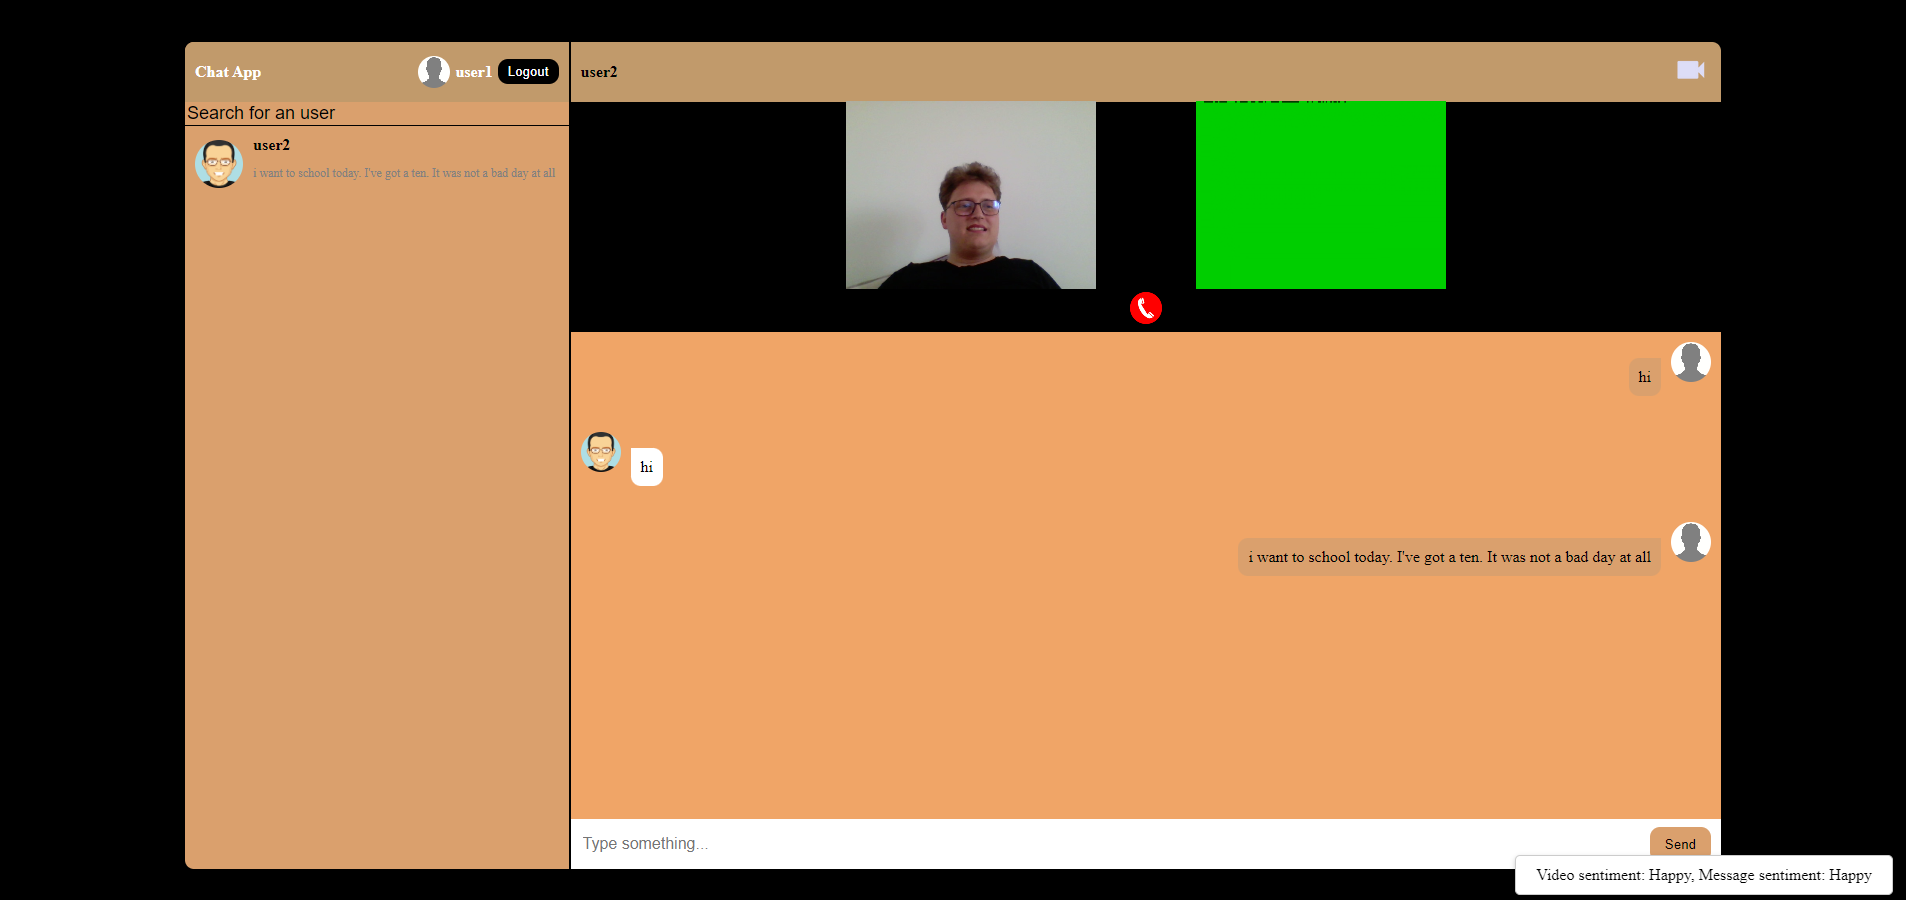 Chat App
user1
Logout
user2
Search for an user
user2
i want to school today. I've got a ten. It was not a bad day at all
hi
hi
i want to school today. I've got a ten. It was not a bad day at all
Type something...
Send
Video sentiment: Happy, Message sentiment: Happy